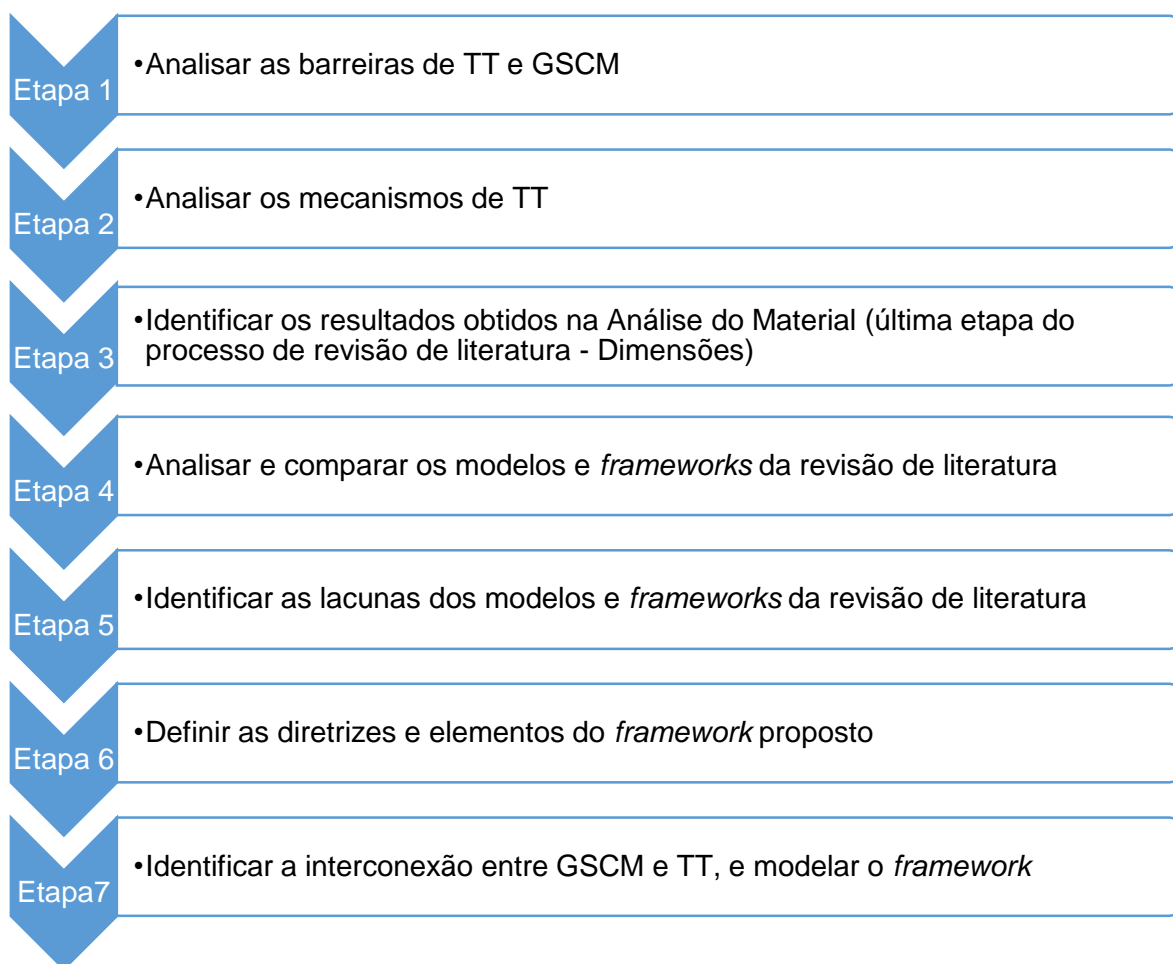 Etapa 1
•Analisar as barreiras de TT e GSCM
Etapa 2
•Analisar os mecanismos de TT
Etapa 3
•Identificar os resultados obtidos na Análise do Material (última etapa do
processo de revisão de literatura - Dimensões)
Etapa 4
•Analisar e comparar os modelos e frameworks da revisão de literatura
Etapa 5
•Identificar as lacunas dos modelos e frameworks da revisão de literatura
Etapa 6
•Definir as diretrizes e elementos do framework proposto
Etapa7
•Identificar a interconexão entre GSCM e TT, e modelar o framework